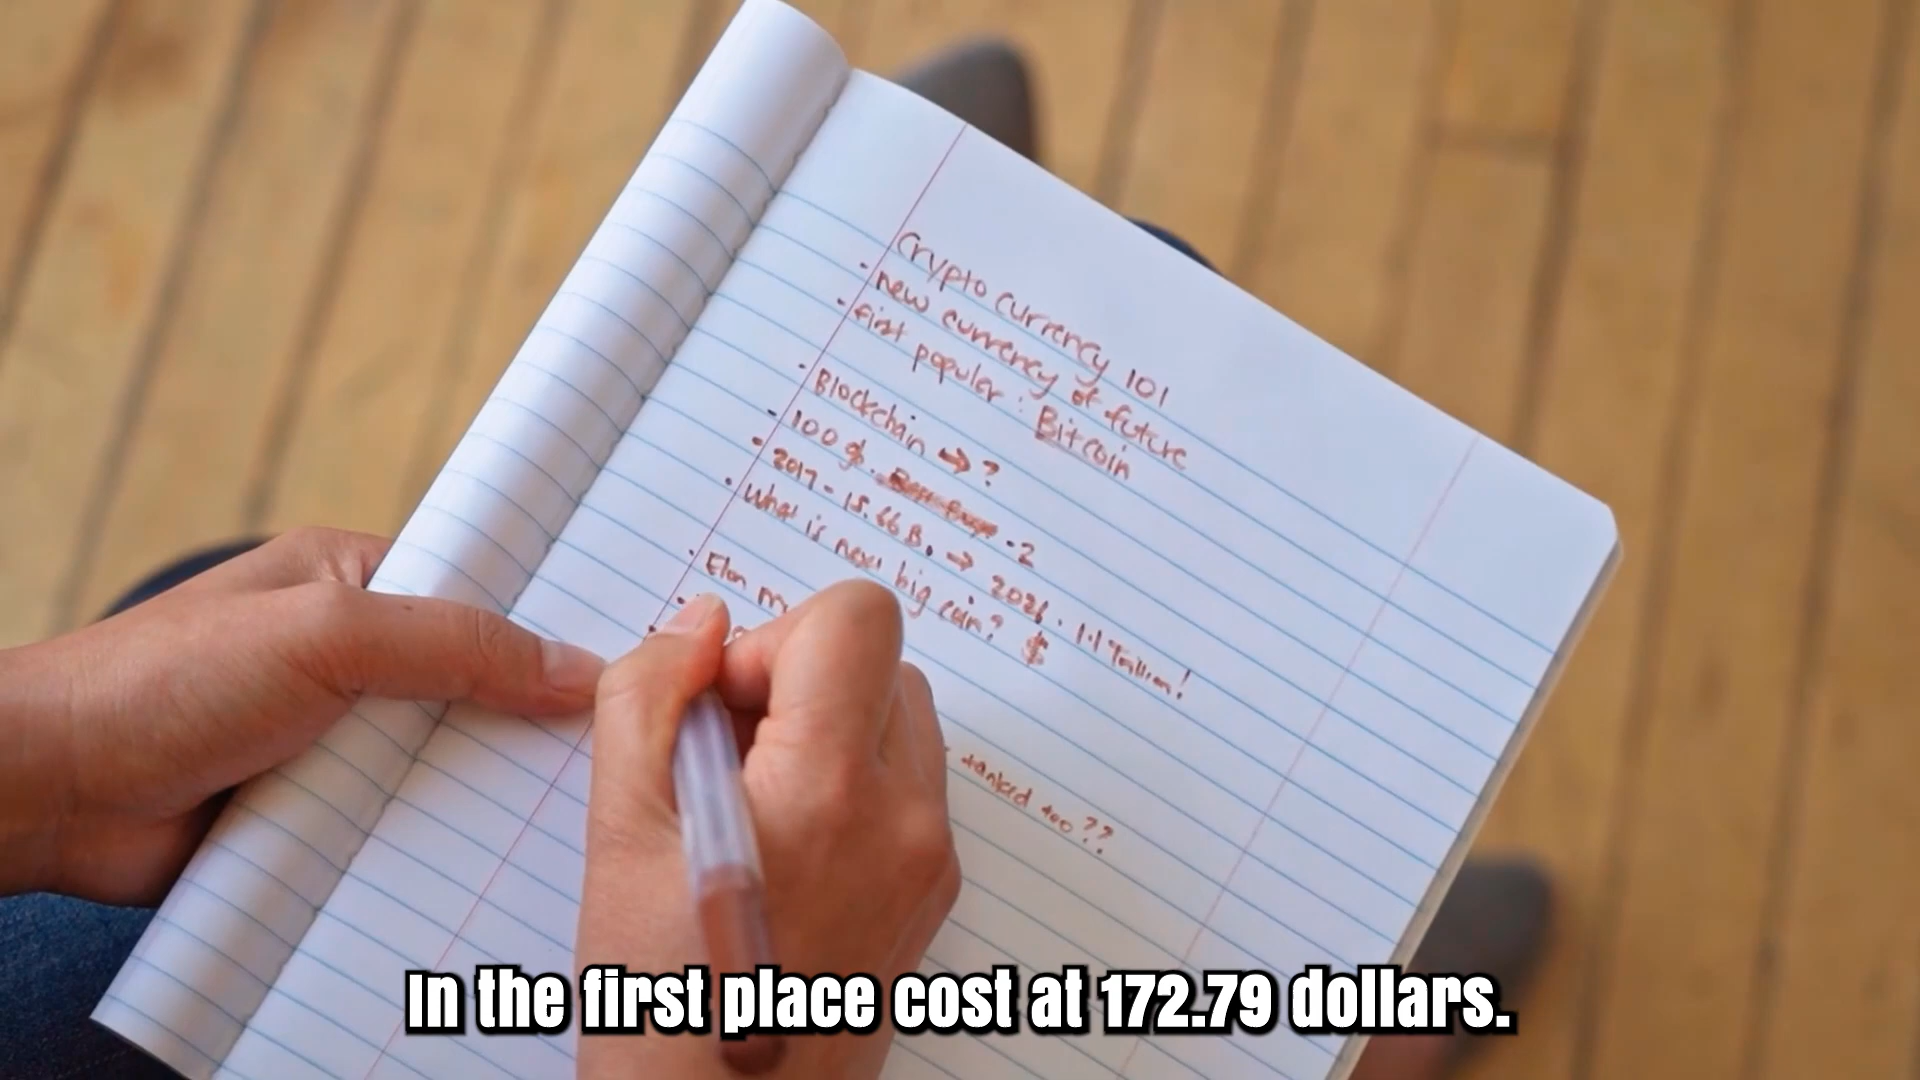 Crypto currency 101
- new currency of future
- first popular : Bitcoin
- Blockchain → ?
- 100 $. -2
- 2017 - 15.66 B. → 2021. 1.1 Trillion!
- What is next big coin? $
- Elon
tanked too ??
In the first place cost at 172.79 dollars.